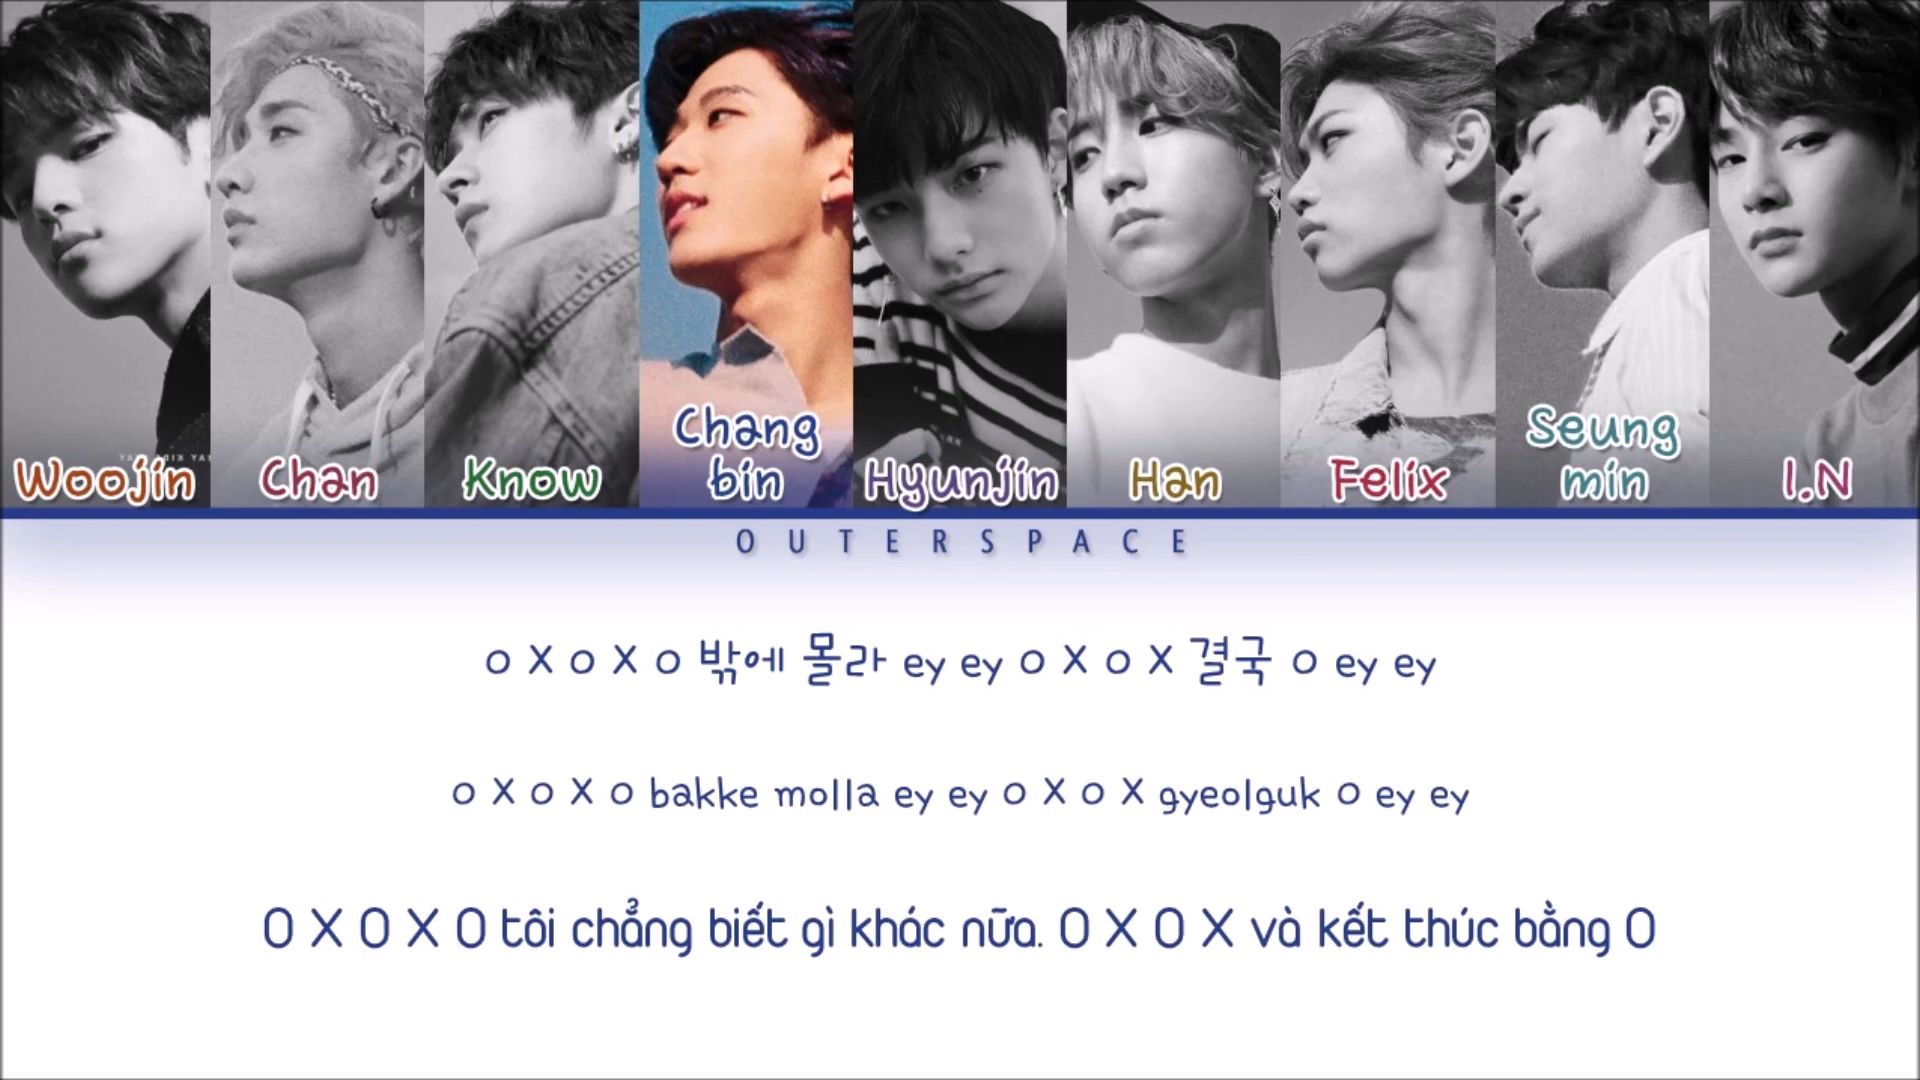 Woojin
Chan
Know
Chang
bin
Hyunjin
Han
Felix
Seung
min
I.N
OUTERSPACE
O X O X O 밖에 몰라 ey ey O X O X 결국 O ey ey
O X O X O bakke molla ey ey O X O X gyeolguk O ey ey
O X O X O tôi chẳng biết gì khác nữa. O X O X và kết thúc bằng O